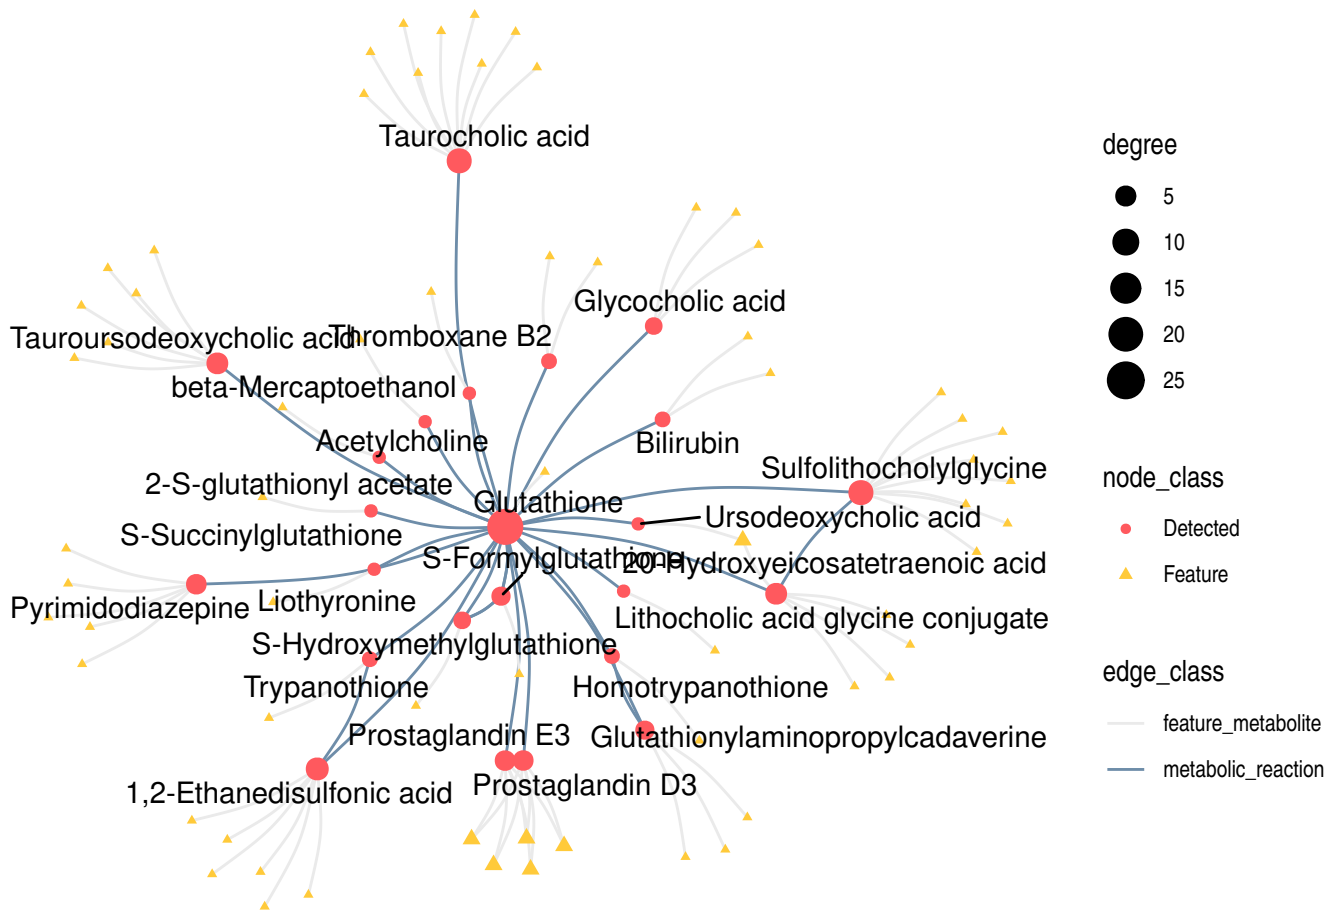 Taurocholic acid
Glycocholic acid
Tauroursodeoxycholic acid
Thromboxane B2
beta-Mercaptoethanol
Acetylcholine
Bilirubin
Sulfolithocholylglycine
2-S-glutathionyl acetate
Glutathione
Ursodeoxycholic acid
S-Succinylglutathione
S-Formylglutathione
20-Hydroxyeicosatetraenoic acid
Pyrimidodiazepine
Liothyronine
Lithocholic acid glycine conjugate
S-Hydroxymethylglutathione
Trypanothione
Homotrypanothione
Prostaglandin E3
Glutathionylaminopropylcadaverine
1,2-Ethanedisulfonic acid
Prostaglandin D3
degree
5
10
15
20
25
node_class
Detected
Feature
edge_class
feature_metabolite
metabolic_reaction